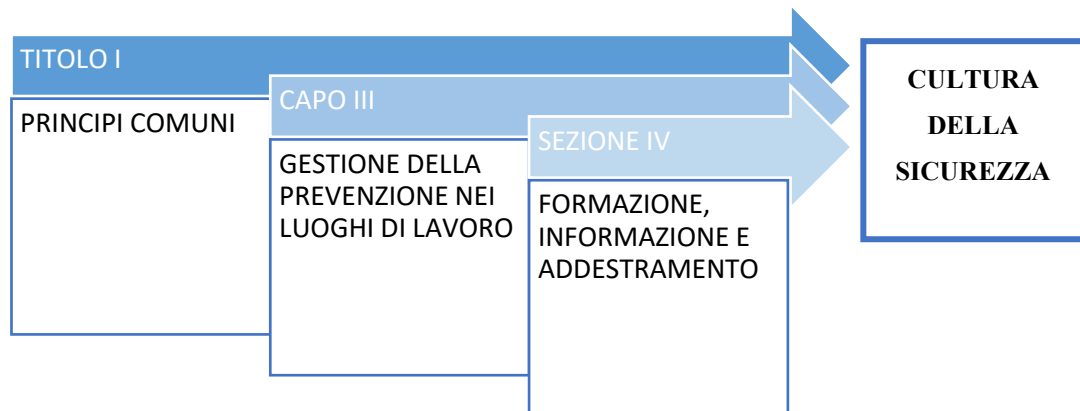 TITOLO I
PRINCIPI COMUNI
CAPO III
GESTIONE DELLA
PREVENZIONE NEI
LUOGHI DI LAVORO
SEZIONE IV
FORMAZIONE,
INFORMAZIONE E
ADDESTRAMENTO
CULTURA
DELLA
SICUREZZA